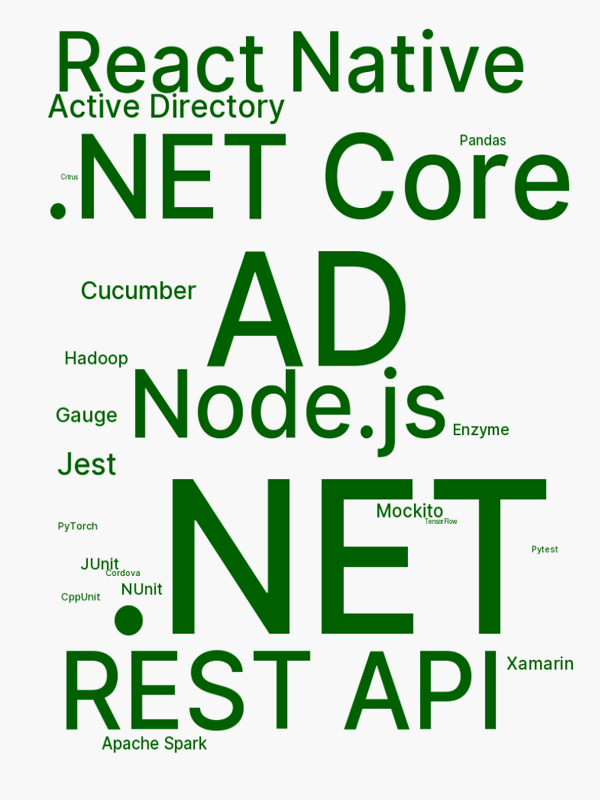 React Native
Active Directory
Pandas
.NET Core
Citrus
AD
Cucumber
Hadoop
Node.js
Gauge
Enzyme
Jest
.NET
Mockito
TensorFlow
PyTorch
Pytest
JUnit
Cordova
NUnit
CppUnit
REST API
Xamarin
Apache Spark